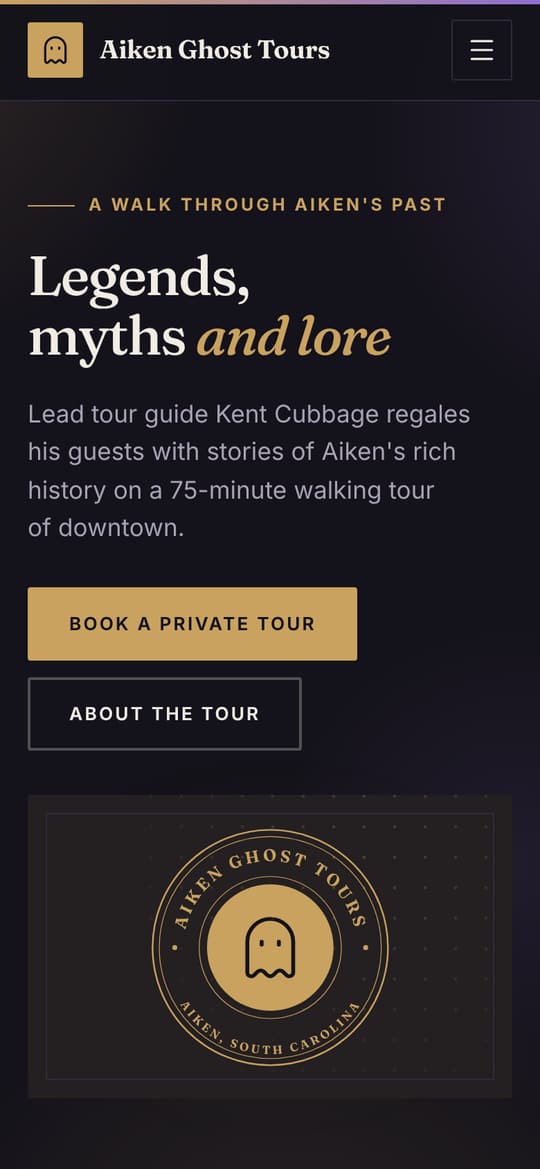 Aiken Ghost Tours
A WALK THROUGH AIKEN'S PAST
Legends,
myths and lore
Lead tour guide Kent Cubbage regales
his guests with stories of Aiken's rich
history on a 75-minute walking tour
of downtown.
BOOK A PRIVATE TOUR
ABOUT THE TOUR
AIKEN GHOST TOURS
AIKEN, SOUTH CAROLINA